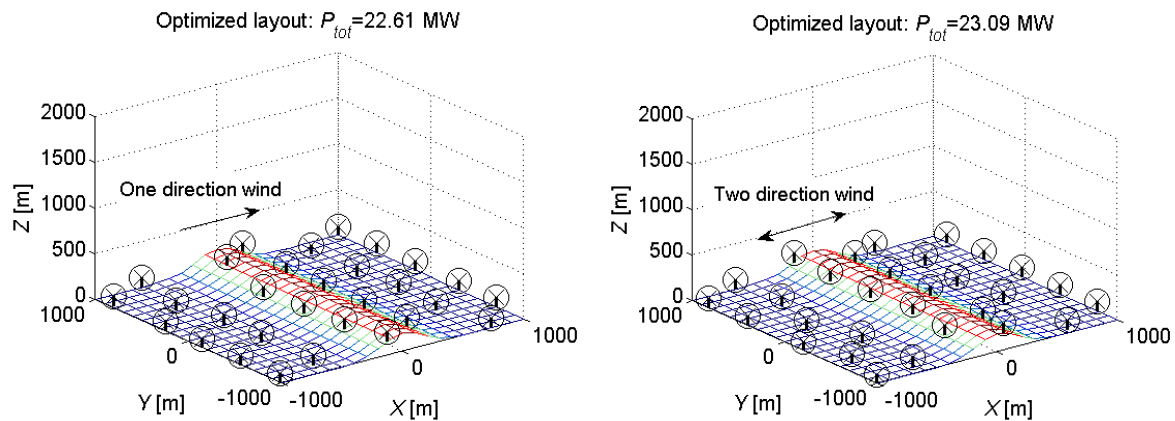 Optimized layout: P_tot=22.61 MW
2000
1500
1000
500
0
Z [m]
One direction wind
1000
0
-1000
Y [m]
-1000
0
1000
X [m]
Optimized layout: P_tot=23.09 MW
2000
1500
1000
500
0
Z [m]
Two direction wind
1000
0
-1000
Y [m]
-1000
0
1000
X [m]